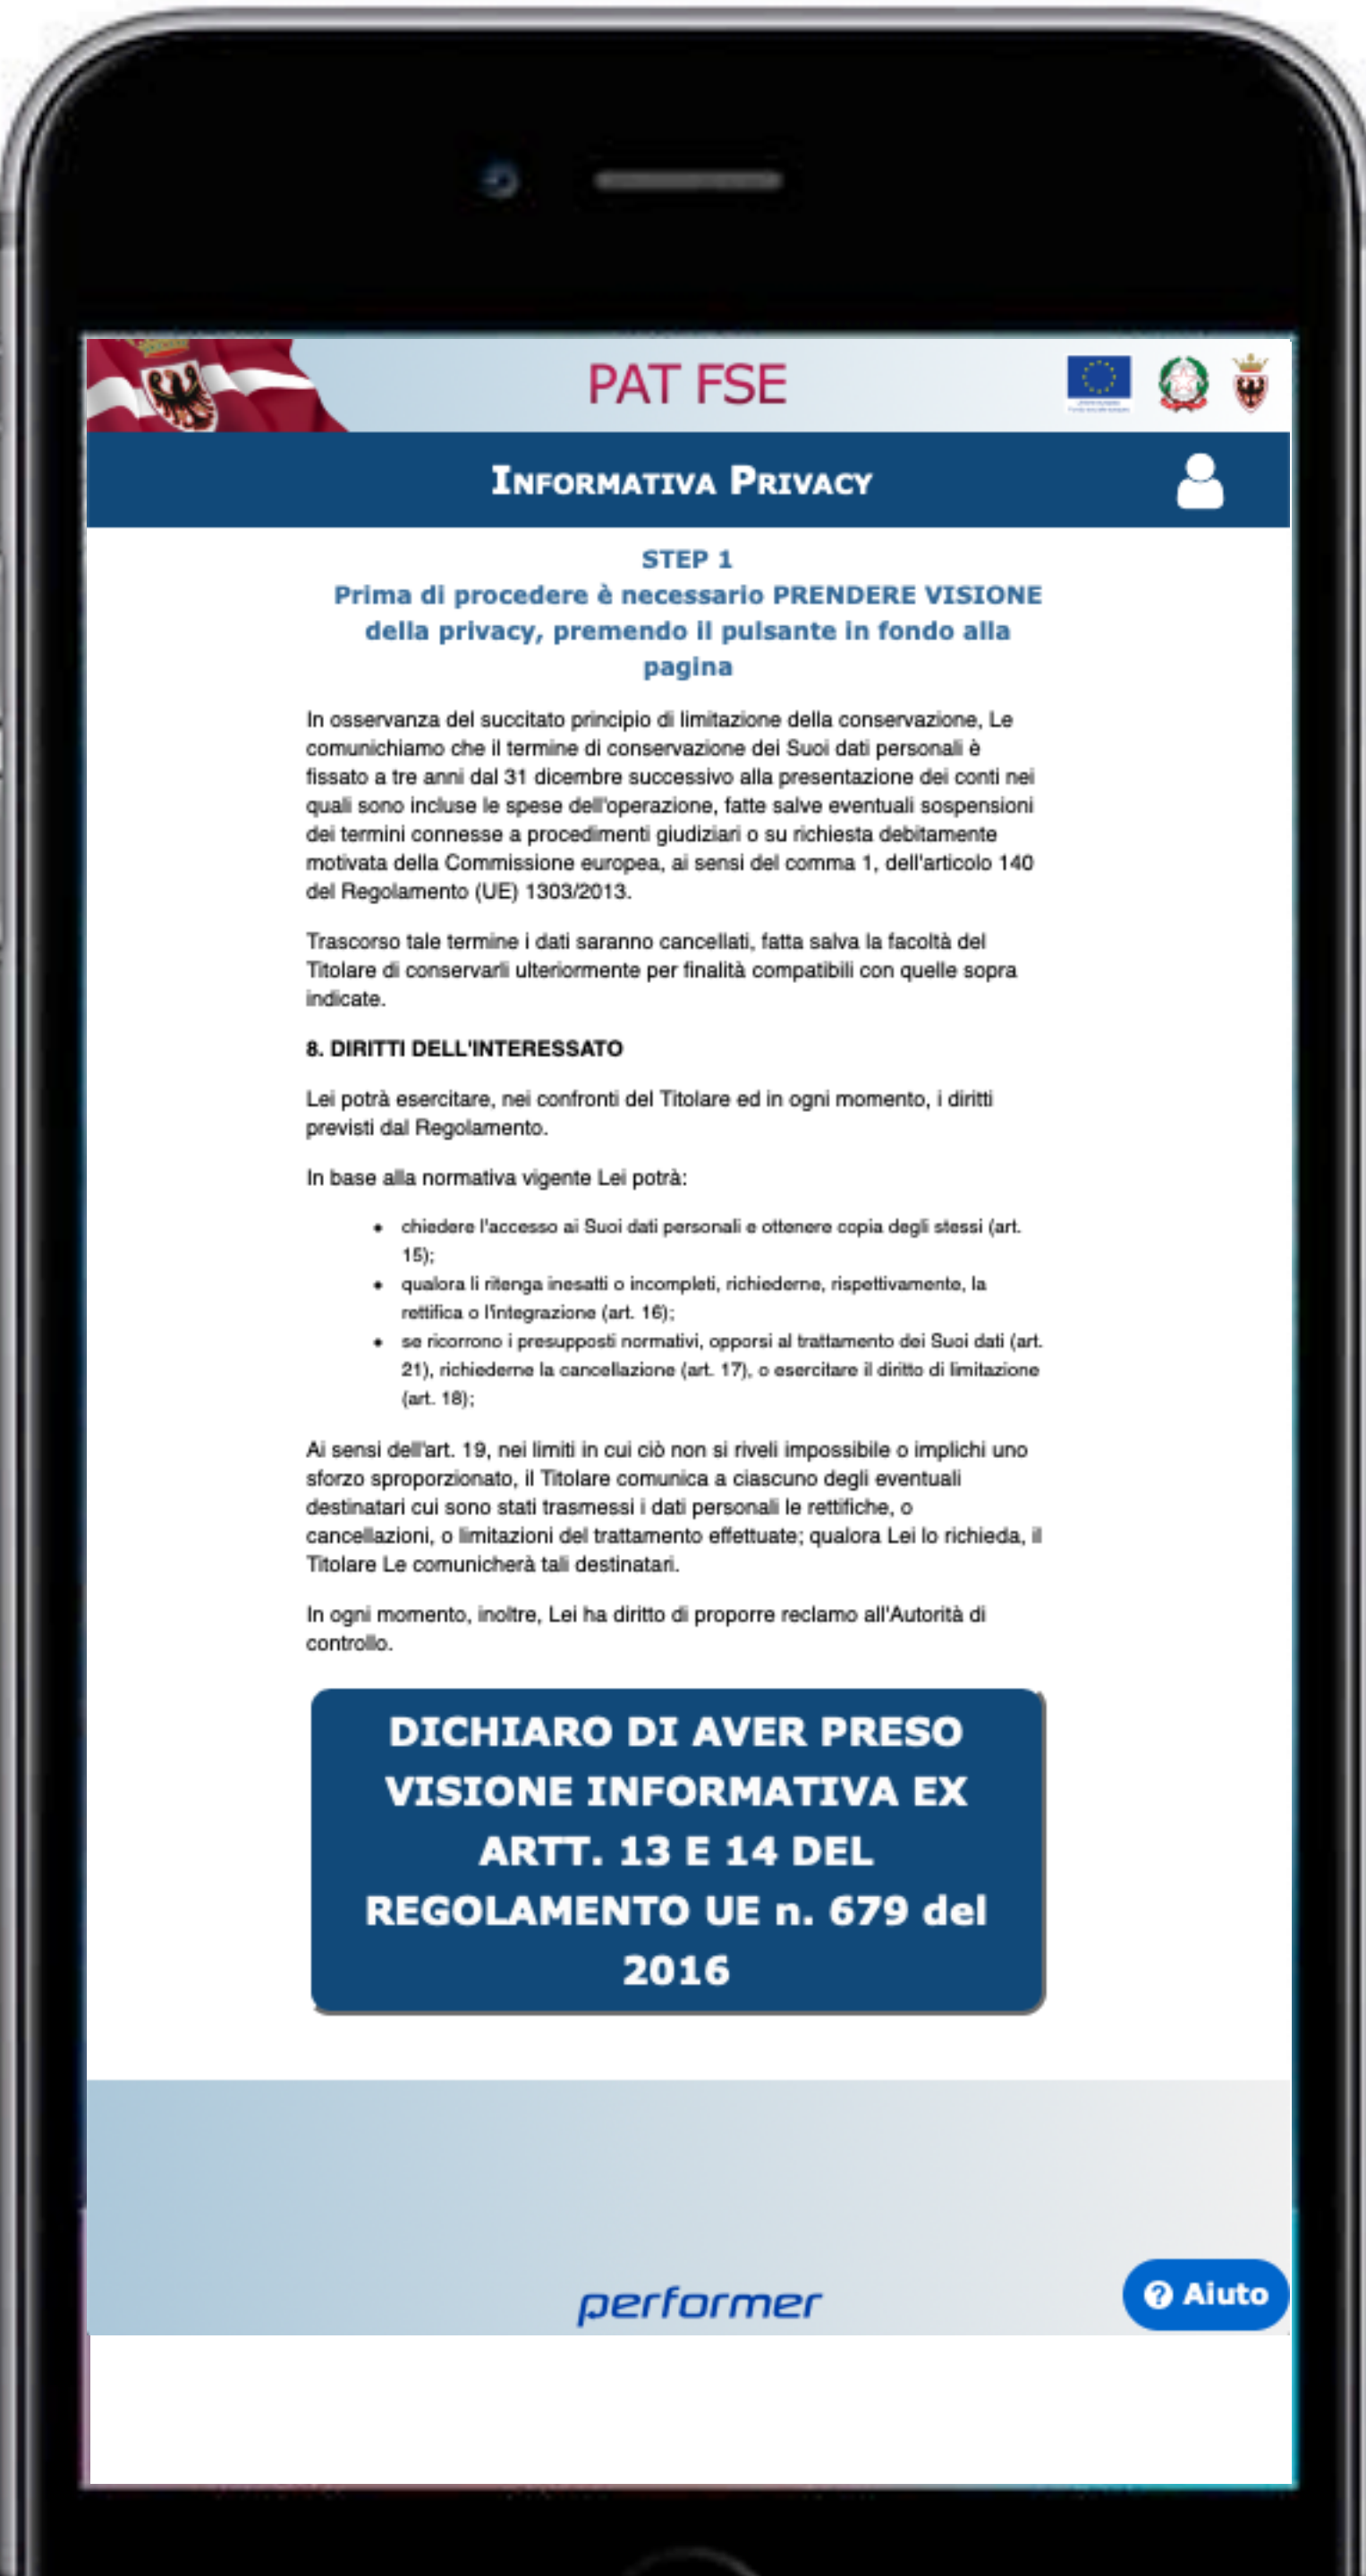 PAT FSE
Informativa Privacy
STEP 1
Prima di procedere è necessario PRENDERE VISIONE
della privacy, premendo il pulsante in fondo alla
pagina
In osservanza del succitato principio di limitazione della conservazione, Le
comunichiamo che il termine di conservazione dei Suoi dati personali è
fissato a tre anni dal 31 dicembre successivo alla presentazione dei conti nei
quali sono incluse le spese dell'operazione, fatte salve eventuali sospensioni
dei termini connesse a procedimenti giudiziari o su richiesta debitamente
motivata della Commissione europea, ai sensi del comma 1, dell'articolo 140
del Regolamento (UE) 1303/2013.
Trascorso tale termine i dati saranno cancellati, fatta salva la facoltà del
Titolare di conservarli ulteriormente per finalità compatibili con quelle sopra
indicate.
8. DIRITTI DELL'INTERESSATO
Lei potrà esercitare, nei confronti del Titolare ed in ogni momento, i diritti
previsti dal Regolamento.
In base alla normativa vigente Lei potrà:
• chiedere l'accesso ai Suoi dati personali e ottenere copia degli stessi (art.
15);
• qualora li ritenga inesatti o incompleti, richiederne, rispettivamente, la
rettifica o l'integrazione (art. 16);
• se ricorrono i presupposti normativi, opporsi al trattamento dei Suoi dati (art.
21), richiederne la cancellazione (art. 17), o esercitare il diritto di limitazione
(art. 18);
Ai sensi dell'art. 19, nei limiti in cui ciò non si riveli impossibile o implichi uno
sforzo sproporzionato, il Titolare comunica a ciascuno degli eventuali
destinatari cui sono stati trasmessi i dati personali le rettifiche, o
cancellazioni, o limitazioni del trattamento effettuate; qualora Lei lo richieda, il
Titolare Le comunicherà tali destinatari.
In ogni momento, inoltre, Lei ha diritto di proporre reclamo all'Autorità di
controllo.
DICHIARO DI AVER PRESO
VISIONE INFORMATIVA EX
ARTT. 13 E 14 DEL
REGOLAMENTO UE n. 679 del
2016
performer
? Aiuto